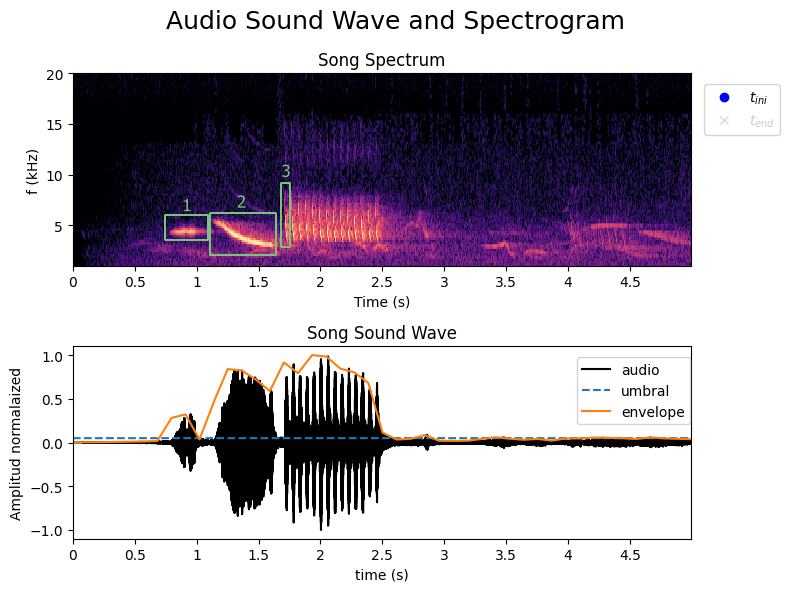 Audio Sound Wave and Spectrogram
Song Spectrum
20
15
10
5
f (kHz)
1
2
3
0 0.5 1 1.5 2 2.5 3 3.5 4 4.5
Time (s)
t_ini
t_end
Song Sound Wave
1.0
0.5
0.0
−0.5
−1.0
Amplitud normalaized
audio
umbral
envelope
0 0.5 1 1.5 2 2.5 3 3.5 4 4.5
time (s)